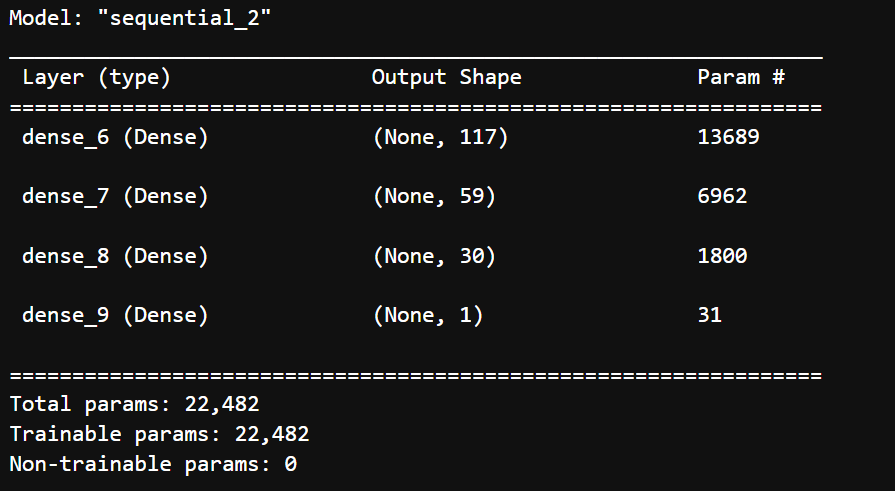 Model: "sequential_2"
_________________________________________________________________
Layer (type) Output Shape Param #
=================================================================
dense_6 (Dense) (None, 117) 13689
dense_7 (Dense) (None, 59) 6962
dense_8 (Dense) (None, 30) 1800
dense_9 (Dense) (None, 1) 31
=================================================================
Total params: 22,482
Trainable params: 22,482
Non-trainable params: 0